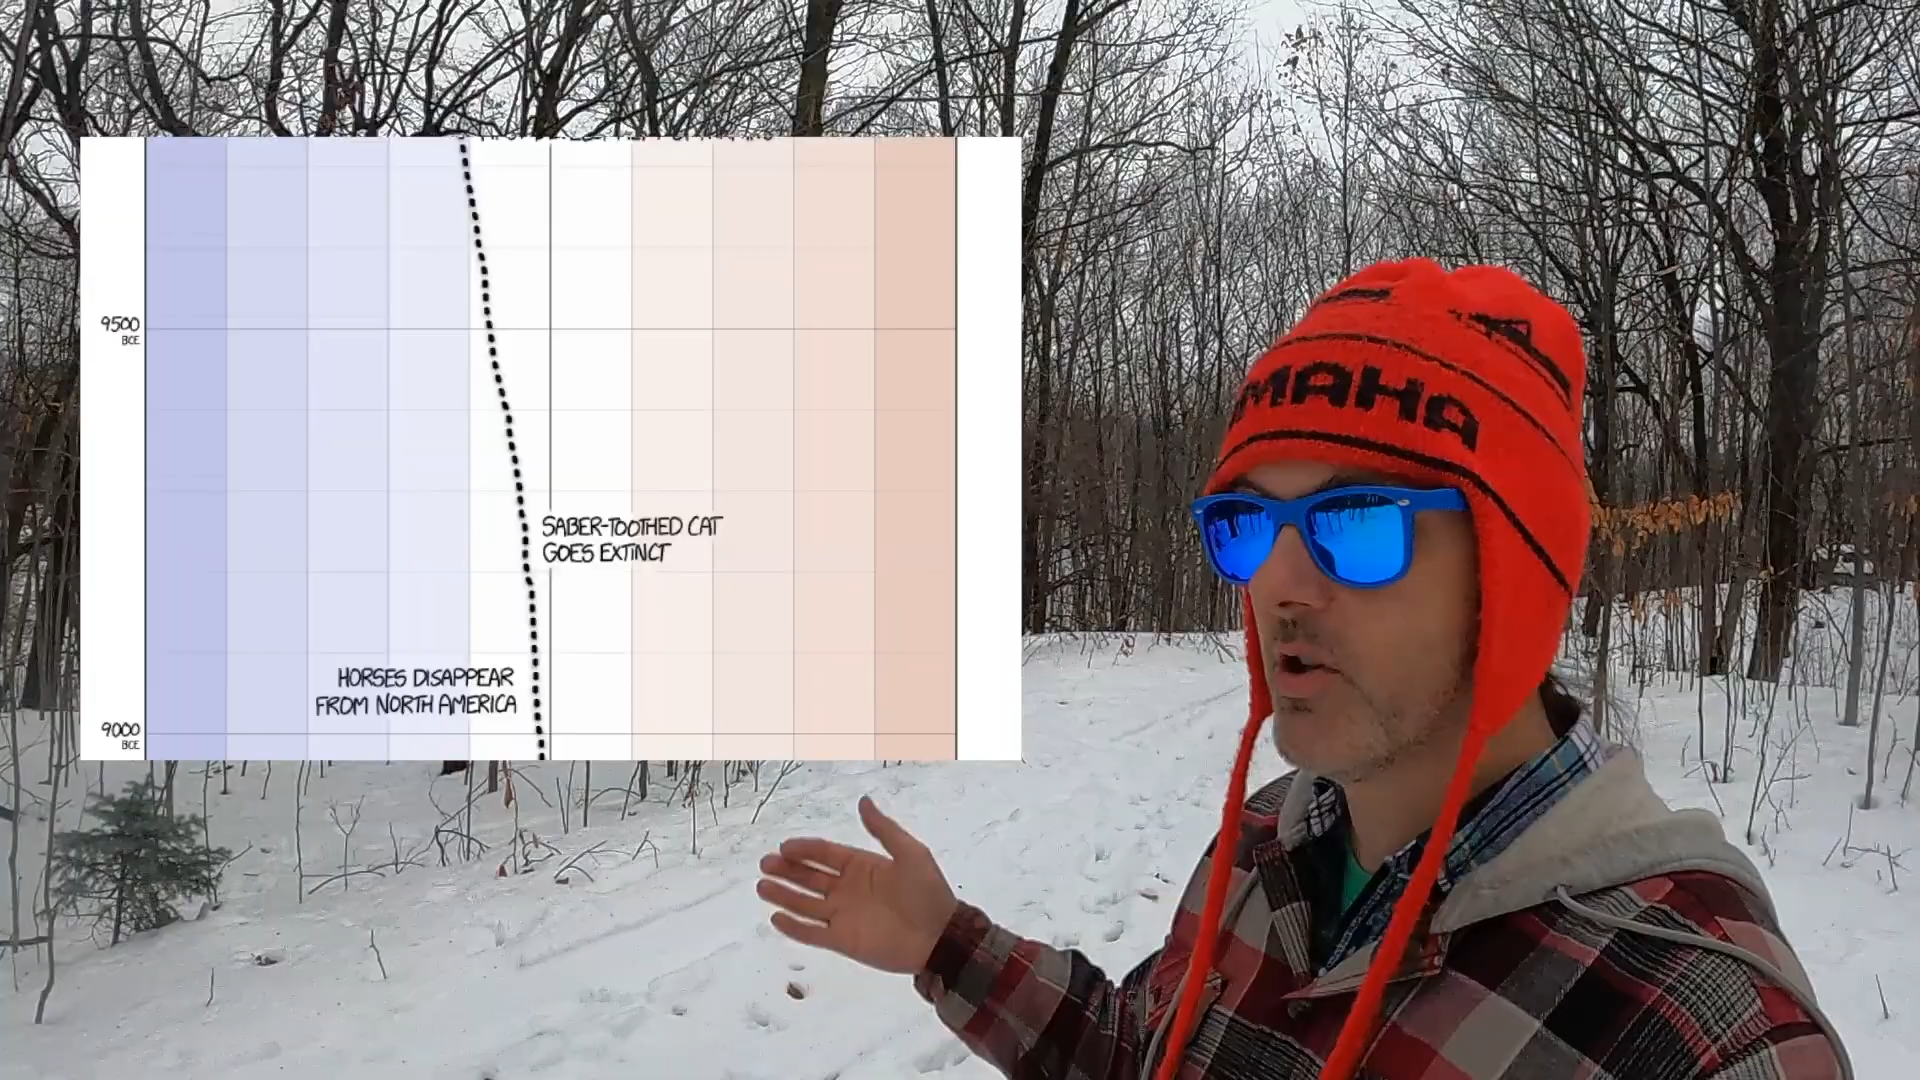 9500
BCE
SABER-TOOTHED CAT
GOES EXTINCT
HORSES DISAPPEAR
FROM NORTH AMERICA
9000
BCE
MAHA